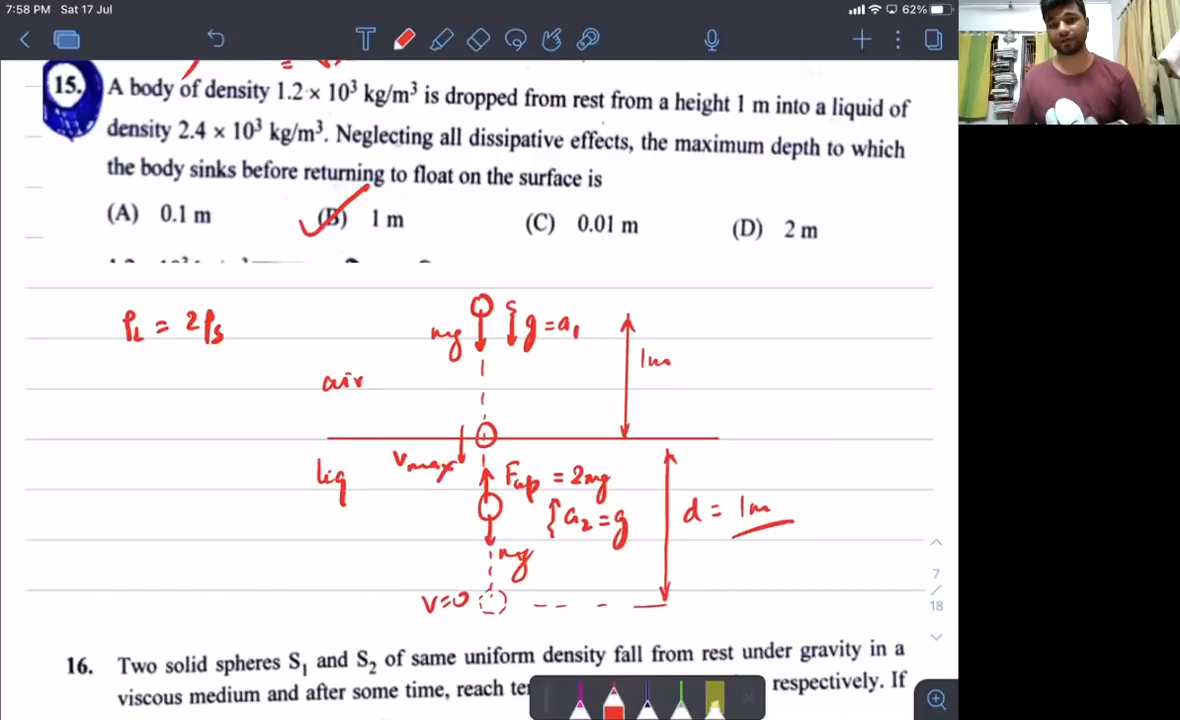 7:58 PM Sat 17 Jul
62%
15. A body of density 1.2 × 10³ kg/m³ is dropped from rest from a height 1 m into a liquid of
density 2.4 × 10³ kg/m³. Neglecting all dissipative effects, the maximum depth to which
the body sinks before returning to float on the surface is
(A) 0.1 m (B) 1 m (C) 0.01 m (D) 2 m
ρL = 2ρs
mg g = a₁
1m
air
liq
Vmax
Fup = 2mg
a₂ = g
d = 1m
mg
v=0
7
/
18
16. Two solid spheres S₁ and S₂ of same uniform density fall from rest under gravity in a
viscous medium and after some time, reach respectively. If